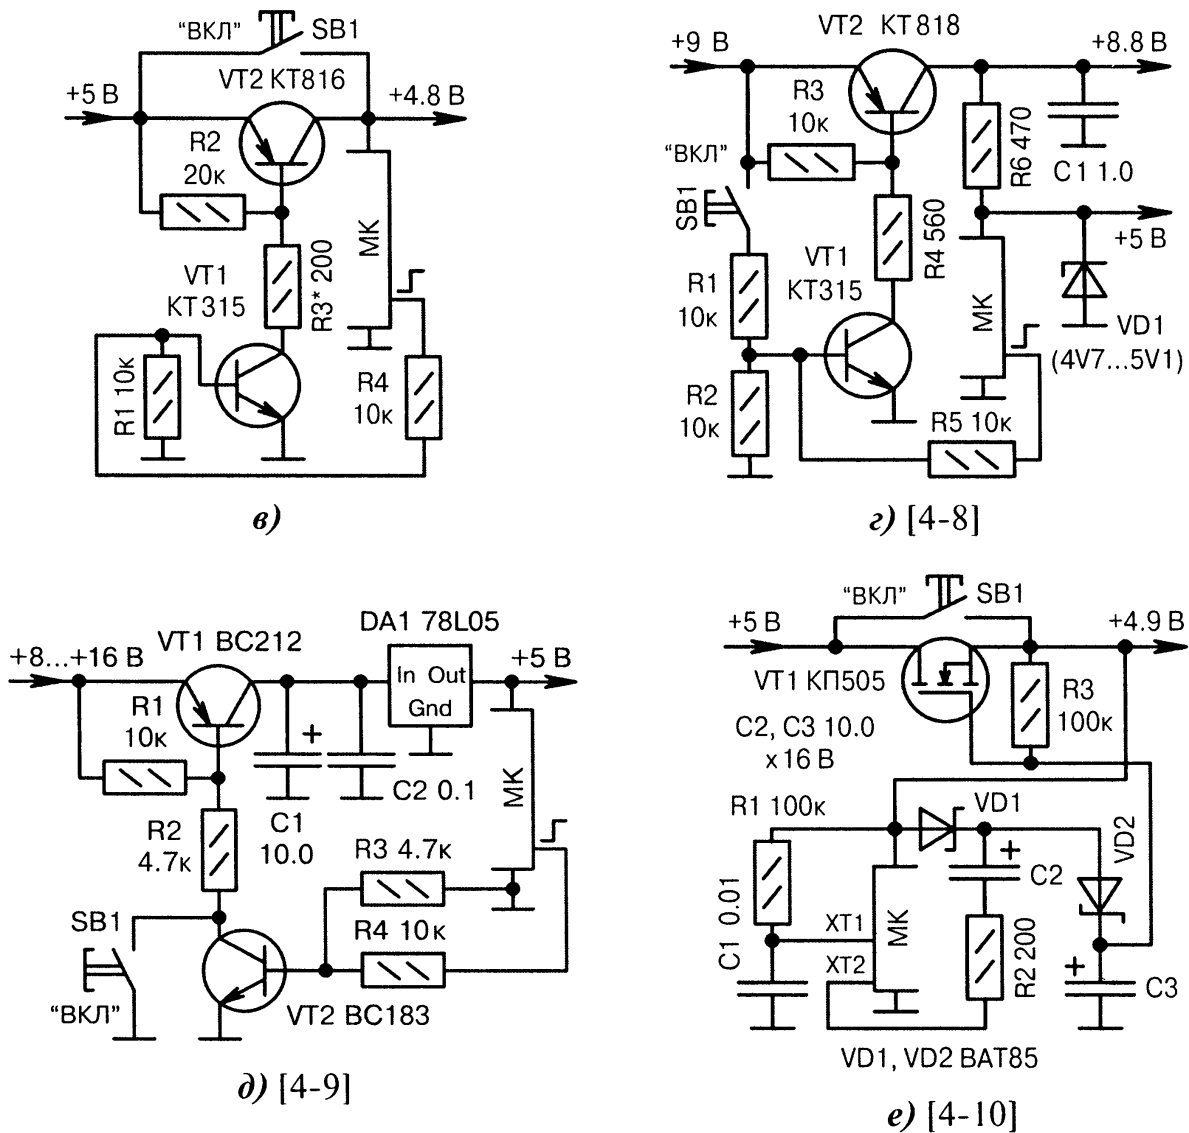 "ВКЛ" SB1
VT2 КТ816
+5 В
+4.8 В
R2
20к
МК
VT1
КТ315
R3* 200
R1 10к
R4
10к
в)
VT2 КТ818
+9 В
+8.8 В
R3
10к
"ВКЛ"
SB1
R6 470
C1 1.0
+5 В
R4 560
VT1
КТ315
R1
10к
МК
VD1
(4V7...5V1)
R2
10к
R5 10к
г) [4-8]
DA1 78L05
VT1 BC212
+8...+16 В
+5 В
In Out
Gnd
R1
10к
+
C2 0.1
МК
R2
4.7к
C1
10.0
R3 4.7к
SB1
R4 10к
"ВКЛ"
VT2 BC183
д) [4-9]
"ВКЛ" SB1
+5 В
+4.9 В
VT1 КП505
R3
100к
C2, C3 10.0
x 16 В
R1 100к
VD1
VD2
+
C2
C1 0.01
XT1
МК
XT2
R2 200
+
C3
VD1, VD2 BAT85
е) [4-10]